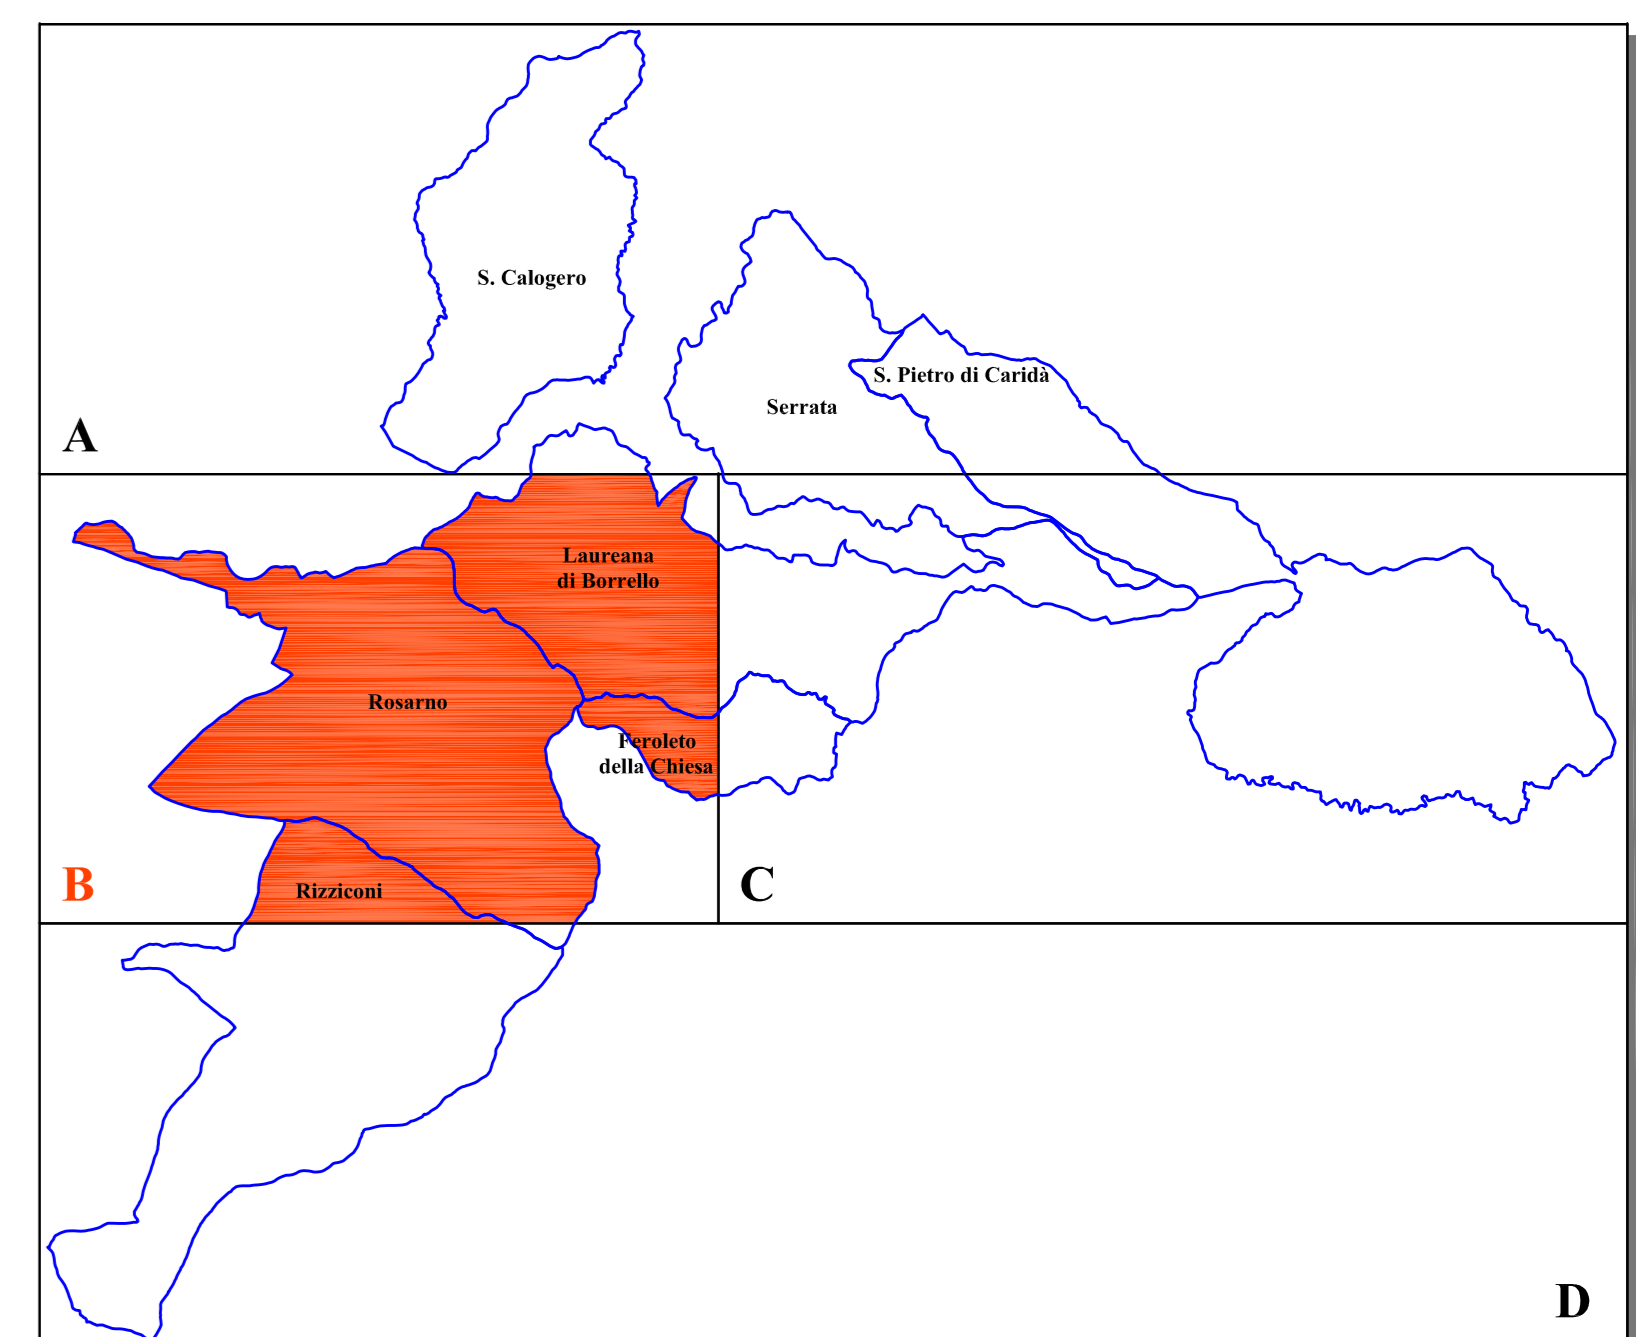 S. Calogero
S. Pietro di Caridà
Serrata
A
Laureana
di Borrello
Rosarno
Feroleto
della Chiesa
B
Rizziconi
C
D